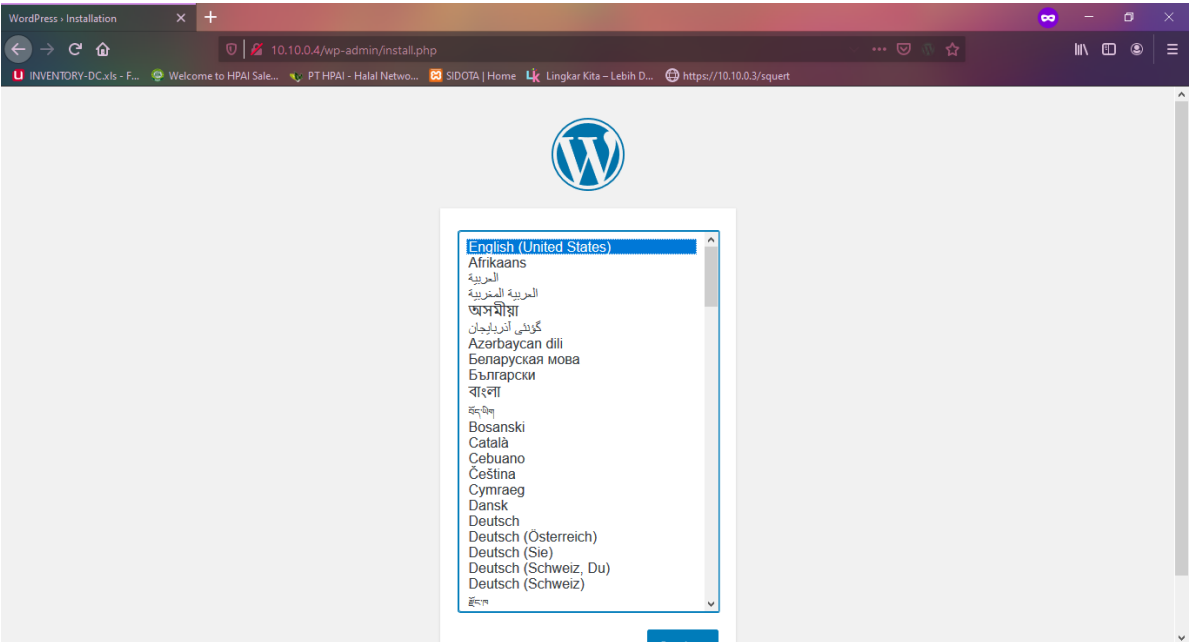 WordPress › Installation
10.10.0.4/wp-admin/install.php
INVENTORY-DC.xls - F... Welcome to HPAI Sale... PT HPAI - Halal Netwo... SIDOTA | Home Lingkar Kita – Lebih D... https://10.10.0.3/squert
English (United States)
Afrikaans
العربية
العربية المغربية
অসমীয়া
گؤنئی آذربایجان
Azərbaycan dili
Беларуская мова
Български
বাংলা
བོད་ཡིག
Bosanski
Català
Cebuano
Čeština
Cymraeg
Dansk
Deutsch
Deutsch (Österreich)
Deutsch (Sie)
Deutsch (Schweiz, Du)
Deutsch (Schweiz)
རྫོང་ཁ